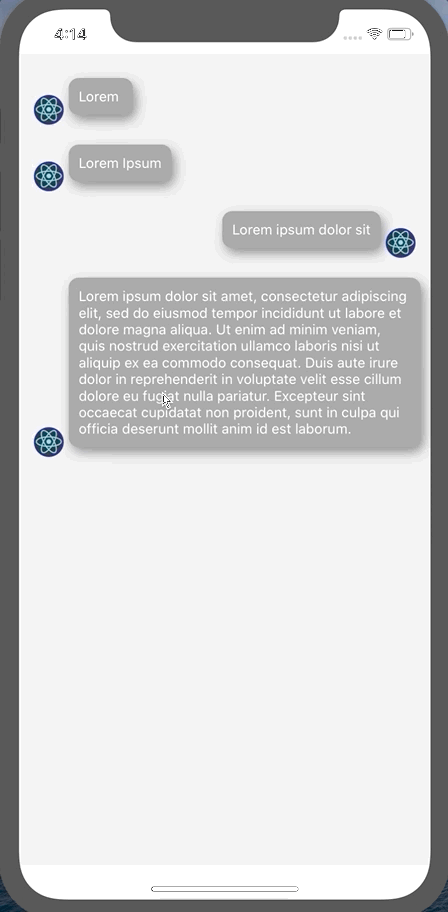 4:14
Lorem
Lorem Ipsum
Lorem ipsum dolor sit
Lorem ipsum dolor sit amet, consectetur adipiscing
elit, sed do eiusmod tempor incididunt ut labore et
dolore magna aliqua. Ut enim ad minim veniam,
quis nostrud exercitation ullamco laboris nisi ut
aliquip ex ea commodo consequat. Duis aute irure
dolor in reprehenderit in voluptate velit esse cillum
dolore eu fugiat nulla pariatur. Excepteur sint
occaecat cupidatat non proident, sunt in culpa qui
officia deserunt mollit anim id est laborum.